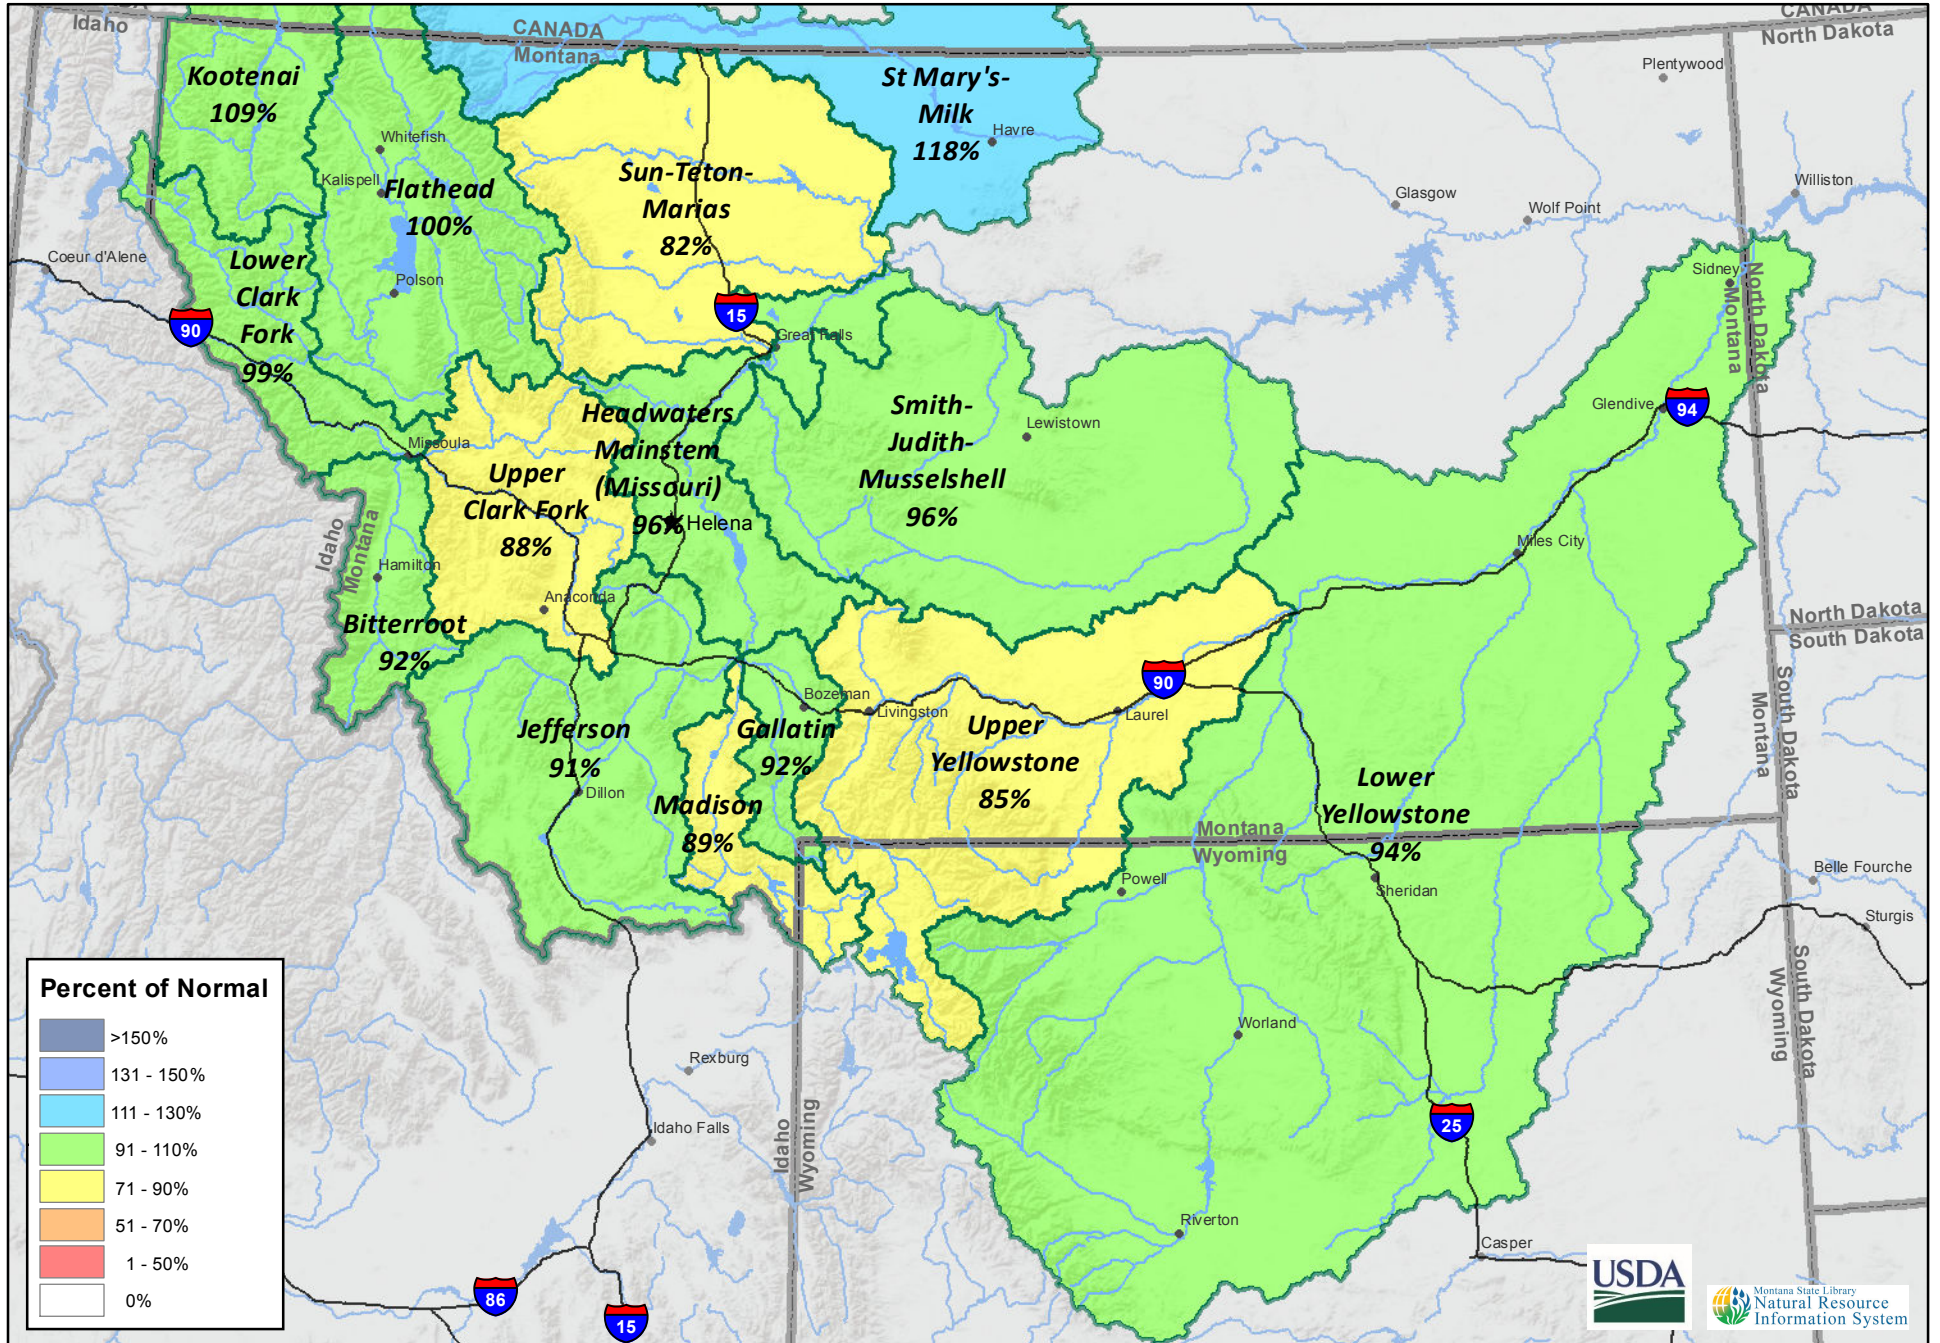 CANADA
Idaho
CANADA
Montana
CANADA
North Dakota
Kootenai
109%
St Mary's-
Milk
118%
Plentywood
Whitefish
Havre
Kalispell
Flathead
100%
Sun-Teton-
Marias
82%
Glasgow
Wolf Point
Williston
Coeur d'Alene
Lower
Clark
Fork
99%
Polson
Sidney
North Dakota
Montana
90
15
Great Falls
Headwaters
Mainstem
(Missouri)
96%
Helena
Smith-
Judith-
Musselshell
96%
Lewistown
Glendive
94
Missoula
Upper
Clark Fork
88%
Idaho
Montana
Hamilton
Anaconda
Miles City
Bitterroot
92%
North Dakota
South Dakota
Jefferson
91%
Dillon
Bozeman
Livingston
Gallatin
92%
Madison
89%
90
Laurel
Upper
Yellowstone
85%
South Dakota
Montana
Lower
Yellowstone
94%
Montana
Wyoming
Powell
Sheridan
Belle Fourche
Sturgis
South Dakota
Wyoming
Worland
Percent of Normal
>150%
131 - 150%
111 - 130%
91 - 110%
71 - 90%
51 - 70%
1 - 50%
0%
Rexburg
Idaho Falls
Idaho
Wyoming
25
Riverton
Casper
86
15
USDA
Montana State Library
Natural Resource
Information System